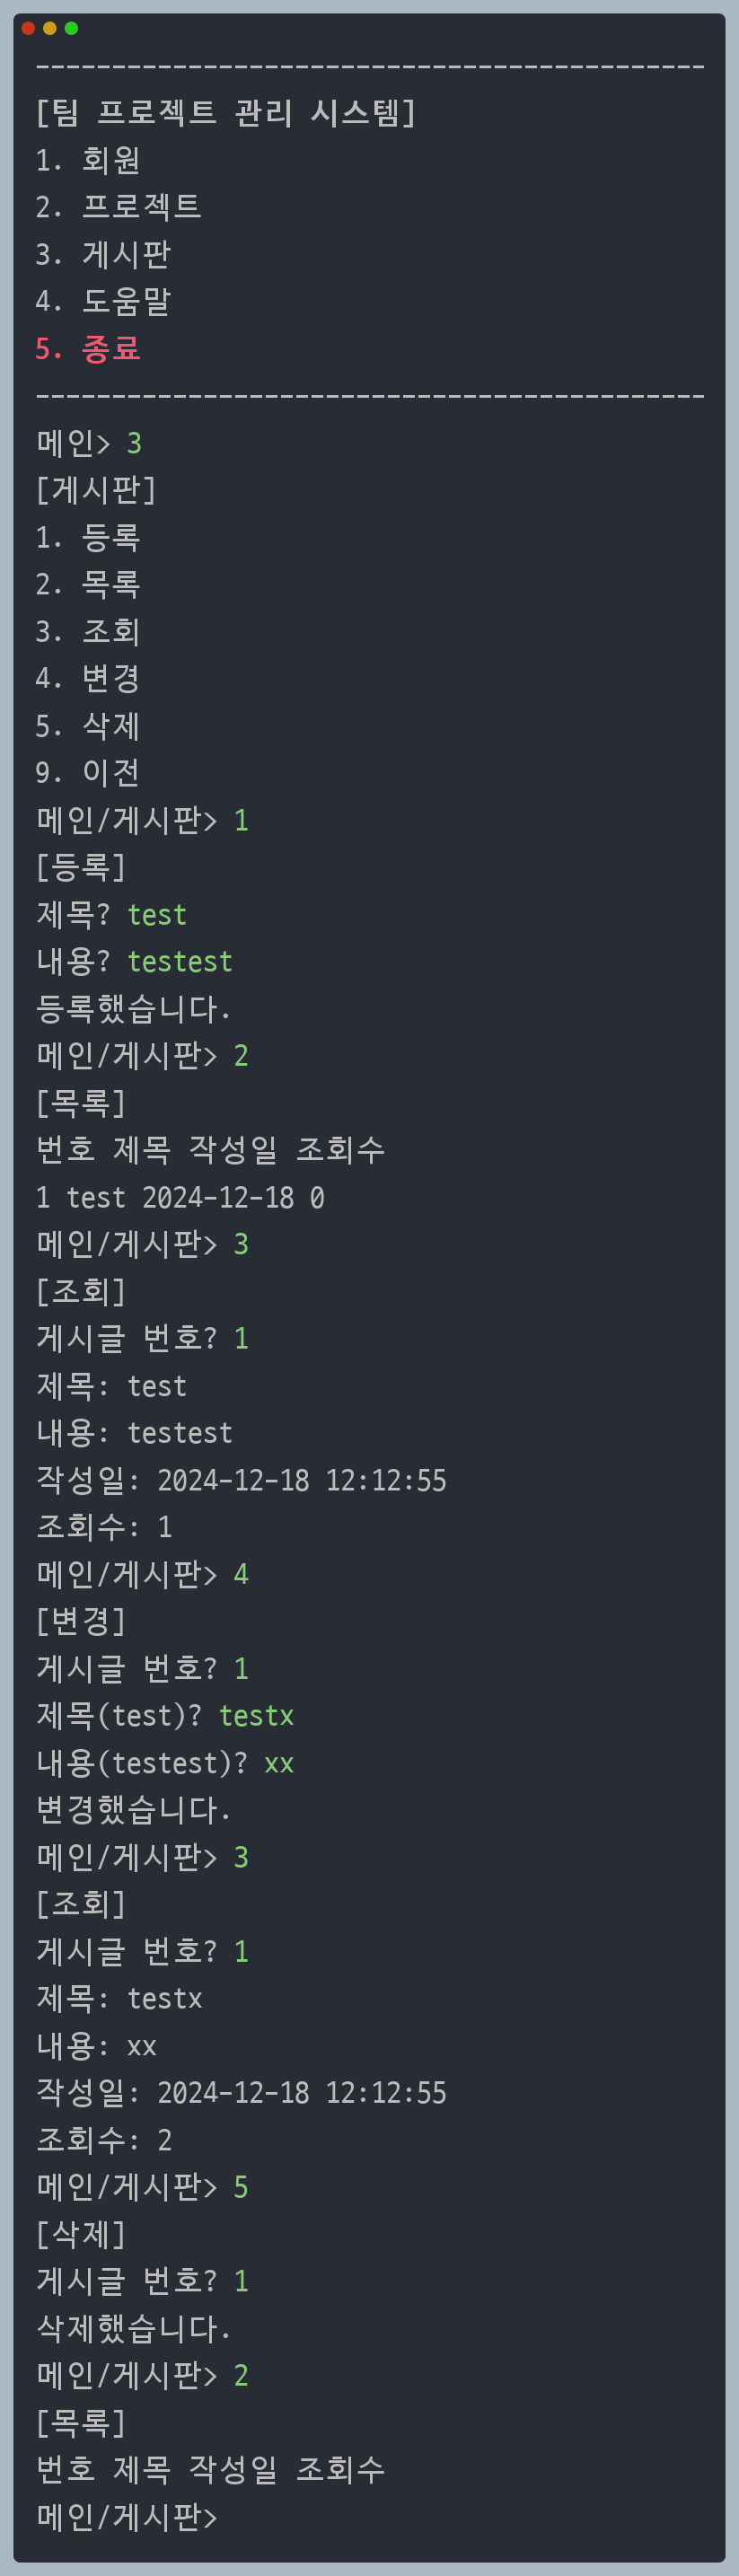 --------------------------------------------
[팀 프로젝트 관리 시스템]
1. 회원
2. 프로젝트
3. 게시판
4. 도움말
5. 종료
--------------------------------------------
메인> 3
[게시판]
1. 등록
2. 목록
3. 조회
4. 변경
5. 삭제
9. 이전
메인/게시판> 1
[등록]
제목? test
내용? testest
등록했습니다.
메인/게시판> 2
[목록]
번호 제목 작성일 조회수
1 test 2024-12-18 0
메인/게시판> 3
[조회]
게시글 번호? 1
제목: test
내용: testest
작성일: 2024-12-18 12:12:55
조회수: 1
메인/게시판> 4
[변경]
게시글 번호? 1
제목(test)? testx
내용(testest)? xx
변경했습니다.
메인/게시판> 3
[조회]
게시글 번호? 1
제목: testx
내용: xx
작성일: 2024-12-18 12:12:55
조회수: 2
메인/게시판> 5
[삭제]
게시글 번호? 1
삭제했습니다.
메인/게시판> 2
[목록]
번호 제목 작성일 조회수
메인/게시판>